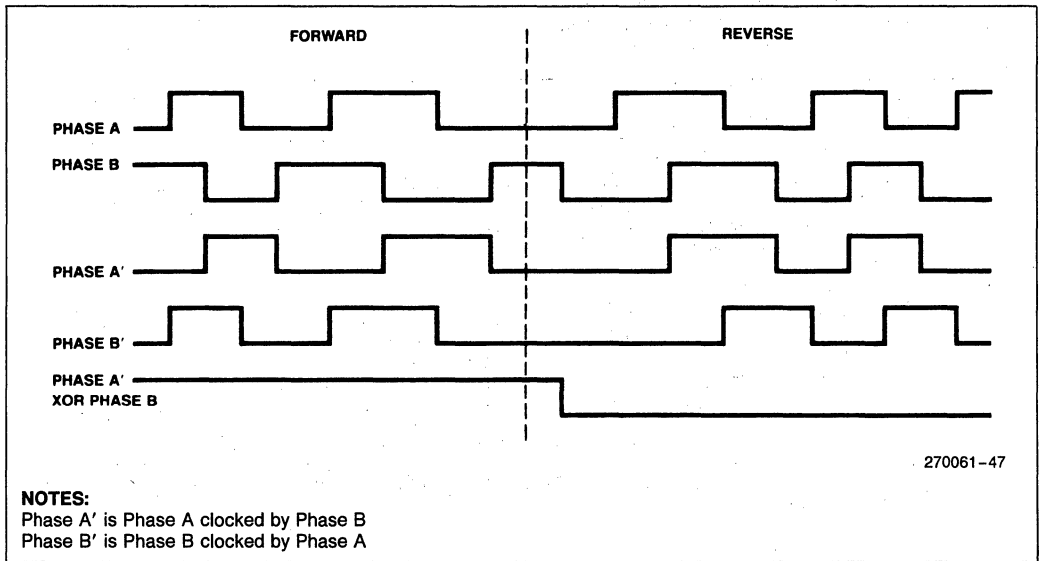 FORWARD
REVERSE
PHASE A
PHASE B
PHASE A′
PHASE B′
PHASE A′
XOR PHASE B
270061–47
NOTES:
Phase A′ is Phase A clocked by Phase B
Phase B′ is Phase B clocked by Phase A